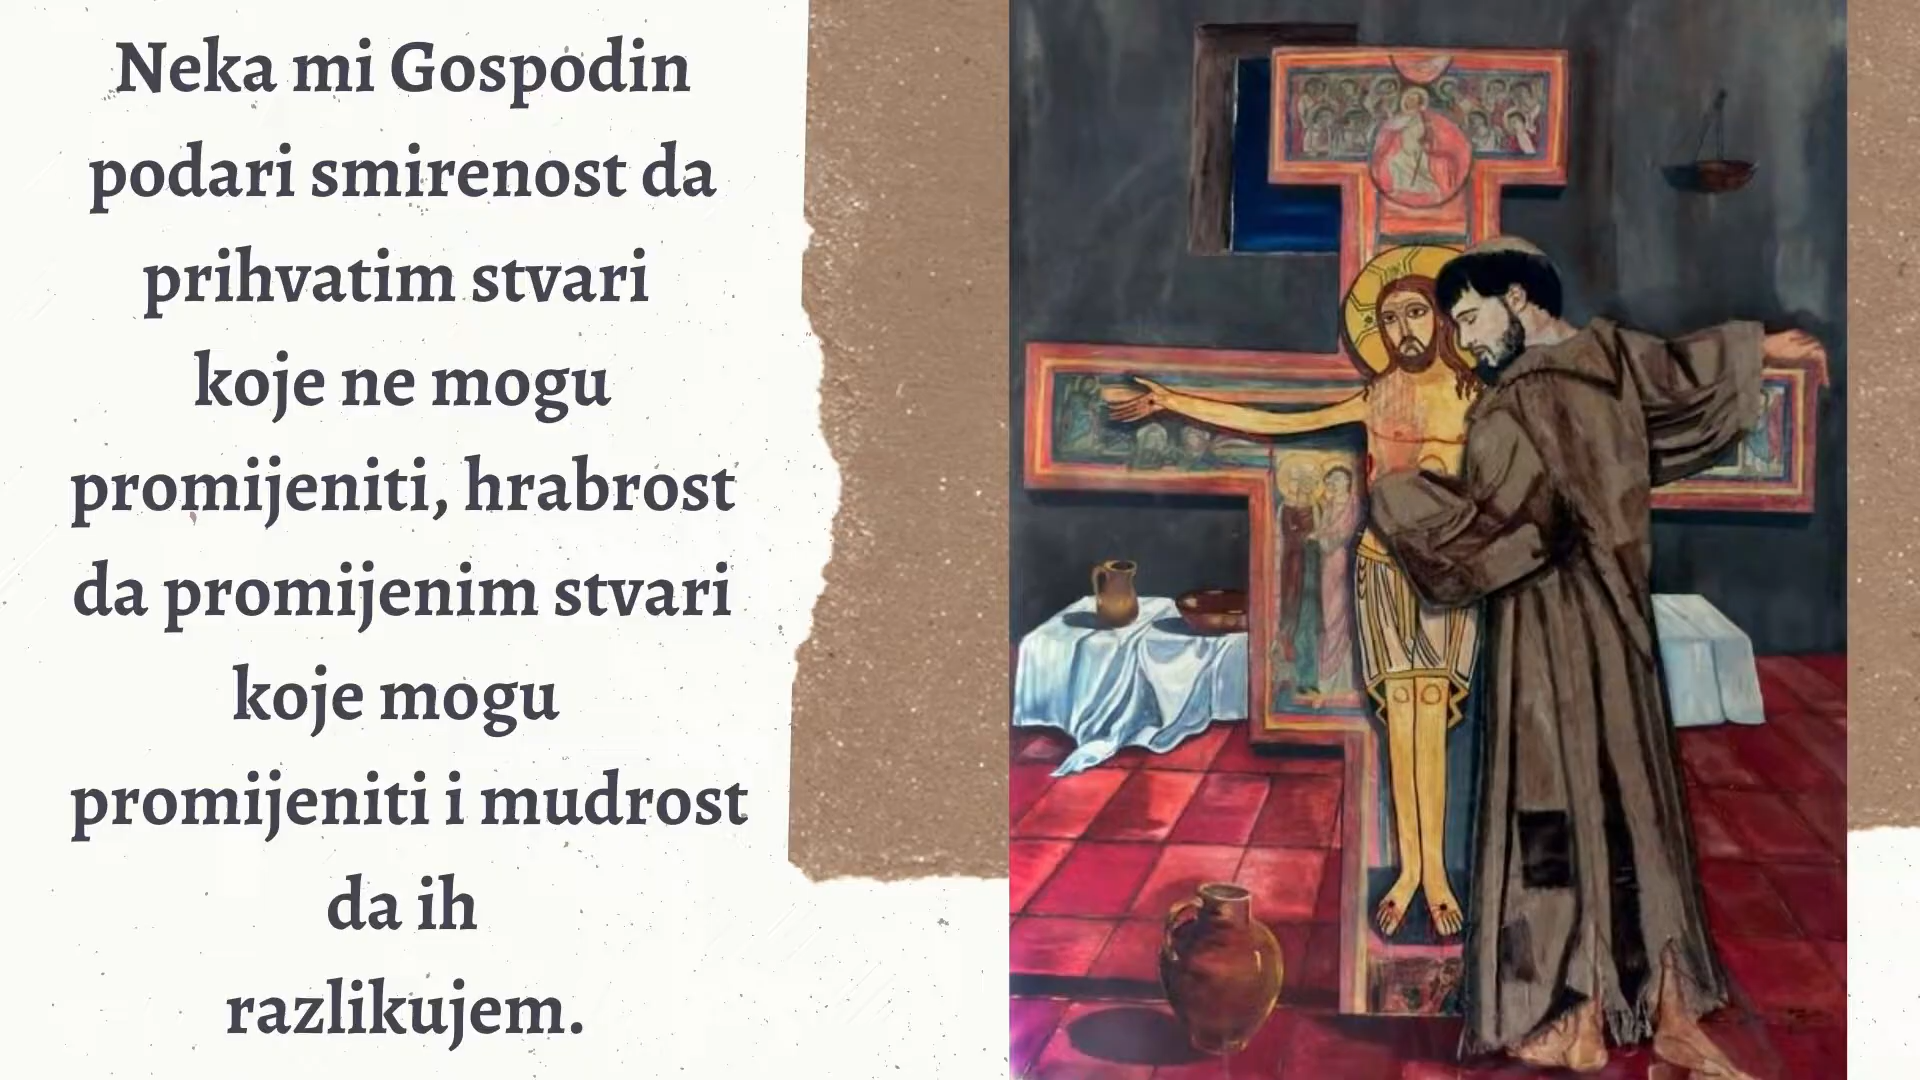 Neka mi Gospodin
podari smirenost da
prihvatim stvari
koje ne mogu
promijeniti, hrabrost
da promijenim stvari
koje mogu
promijeniti i mudrost
da ih
razlikujem.